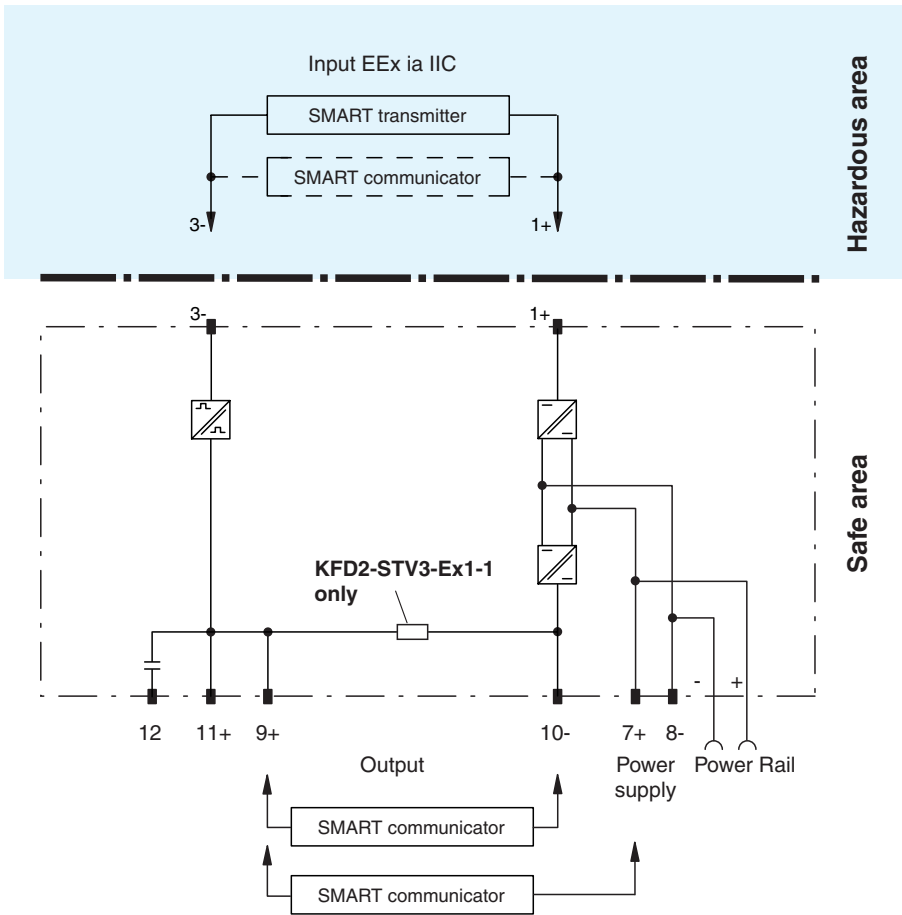 Input EEx ia IIC
SMART transmitter
SMART communicator
3-
1+
Hazardous area
3-
1+
KFD2-STV3-Ex1-1
only
Safe area
-
+
12
11+
9+
10-
7+
8-
Output
Power
supply
Power Rail
SMART communicator
SMART communicator